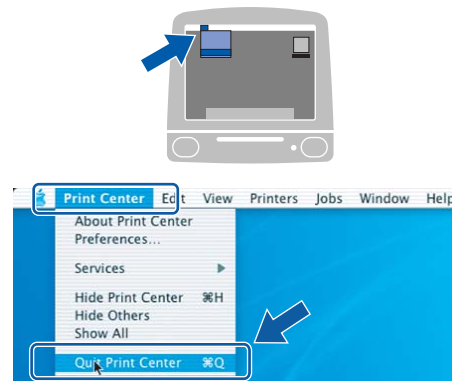 Print Center Edit View Printers Jobs Window Help
About Print Center
Preferences...
Services
Hide Print Center ⌘H
Hide Others
Show All
Quit Print Center ⌘Q